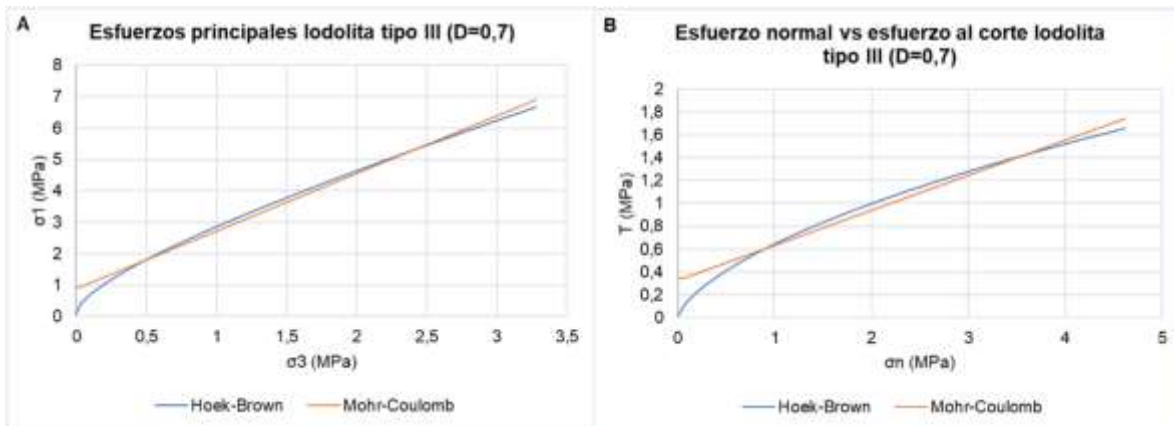 A
Esfuerzos principales lodolita tipo III (D=0,7)
8
7
6
5
4
3
2
1
0
σ1 (MPa)
0
0,5
1
1,5
2
2,5
3
3,5
σ3 (MPa)
Hoek-Brown
Mohr-Coulomb
B
Esfuerzo normal vs esfuerzo al corte lodolita
tipo III (D=0,7)
2
1,8
1,6
1,4
1,2
1
0,8
0,6
0,4
0,2
0
T (MPa)
0
1
2
3
4
5
σn (MPa)
Hoek-Brown
Mohr-Coulomb